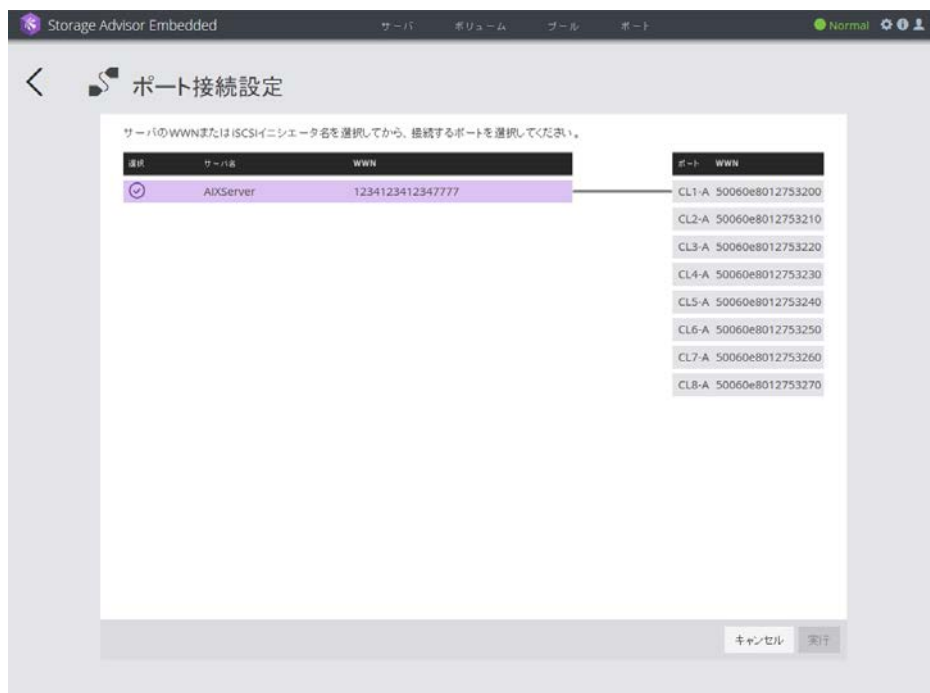 Storage Advisor Embedded サーバ ボリューム プール ポート Normal
ポート接続設定
サーバのWWNまたはiSCSIイニシエータ名を選択してから、接続するポートを選択してください。
選択 サーバ名 WWN ポート WWN
AIXServer 1234123412347777 CL1-A 50060e8012753200
CL2-A 50060e8012753210
CL3-A 50060e8012753220
CL4-A 50060e8012753230
CL5-A 50060e8012753240
CL6-A 50060e8012753250
CL7-A 50060e8012753260
CL8-A 50060e8012753270
キャンセル 実行